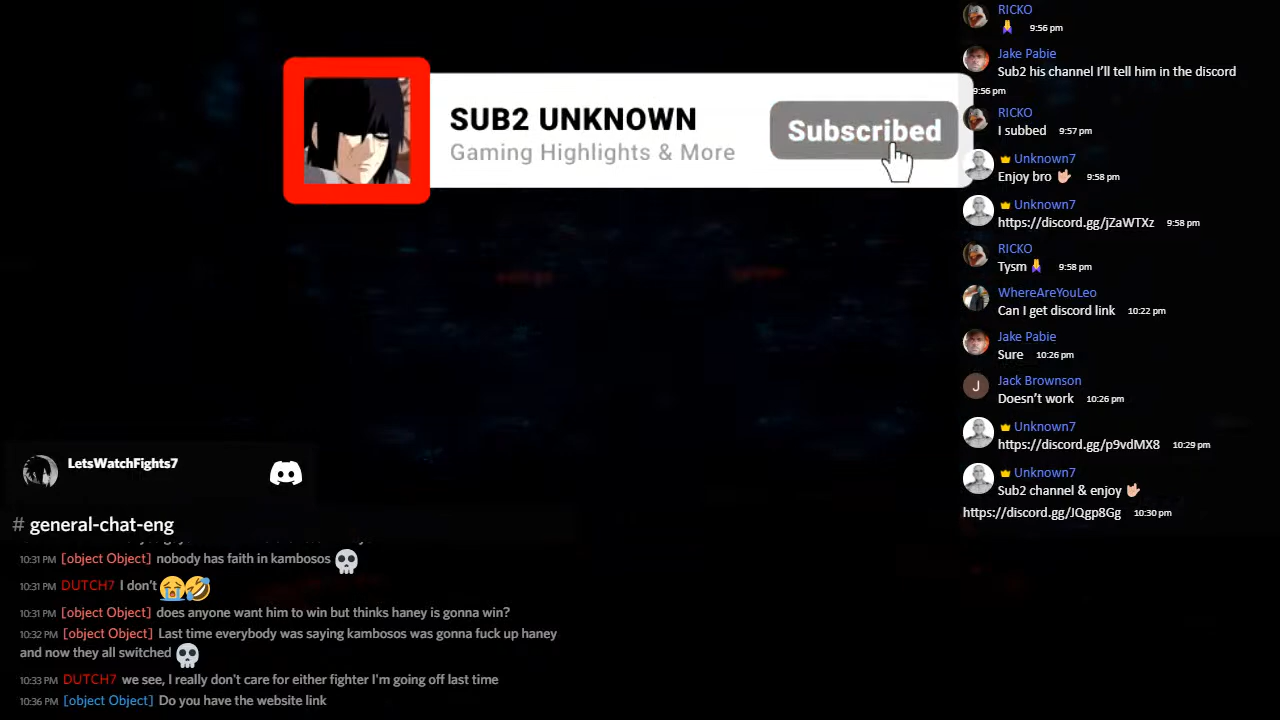 SUB2 UNKNOWN
Gaming Highlights & More
Subscribed
RICKO
9:56 pm
Jake Pabie
Sub2 his channel I'll tell him in the discord
9:56 pm
RICKO
I subbed 9:57 pm
Unknown7
Enjoy bro 🤟🏻 9:58 pm
Unknown7
https://discord.gg/jZaWTXz 9:58 pm
RICKO
Tysm 9:58 pm
WhereAreYouLeo
Can I get discord link 10:22 pm
Jake Pabie
Sure 10:26 pm
J
Jack Brownson
Doesn't work 10:26 pm
Unknown7
https://discord.gg/p9vdMX8 10:29 pm
Unknown7
Sub2 channel & enjoy 🤟🏻
https://discord.gg/JQgp8Gg 10:30 pm
LetsWatchFights7
# general-chat-eng
10:31 PM [object Object] nobody has faith in kambosos 💀
10:31 PM DUTCH7 I don't 😭🤣
10:31 PM [object Object] does anyone want him to win but thinks haney is gonna win?
10:32 PM [object Object] Last time everybody was saying kambosos was gonna fuck up haney
and now they all switched 💀
10:33 PM DUTCH7 we see, I really don't care for either fighter I'm going off last time
10:36 PM [object Object] Do you have the website link